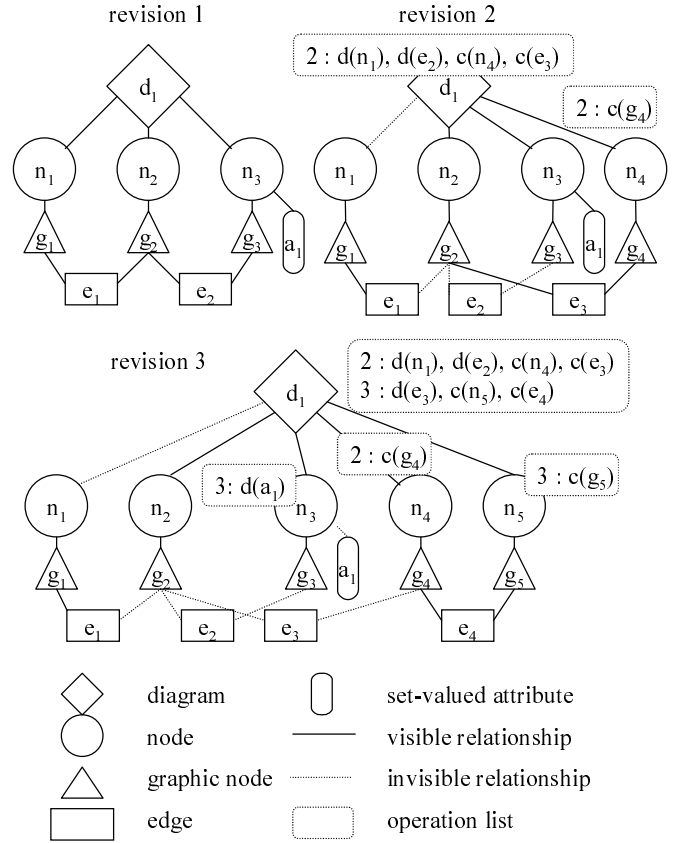 revision 1
revision 2
2 : d(n₁), d(e₂), c(n₄), c(e₃)
d₁
d₁
2 : c(g₄)
n₁ n₂ n₃
n₁ n₂ n₃ n₄
g₁ g₂ g₃ a₁
g₁ g₂ g₃ a₁ g₄
e₁ e₂
e₁ e₂ e₃
revision 3
2 : d(n₁), d(e₂), c(n₄), c(e₃)
3 : d(e₃), c(n₅), c(e₄)
d₁
2 : c(g₄)
3: d(a₁)
3 : c(g₅)
n₁ n₂ n₃ n₄ n₅
g₁ g₂ g₃ a₁ g₄ g₅
e₁ e₂ e₃ e₄
diagram
set-valued attribute
node
visible relationship
graphic node
invisible relationship
edge
operation list